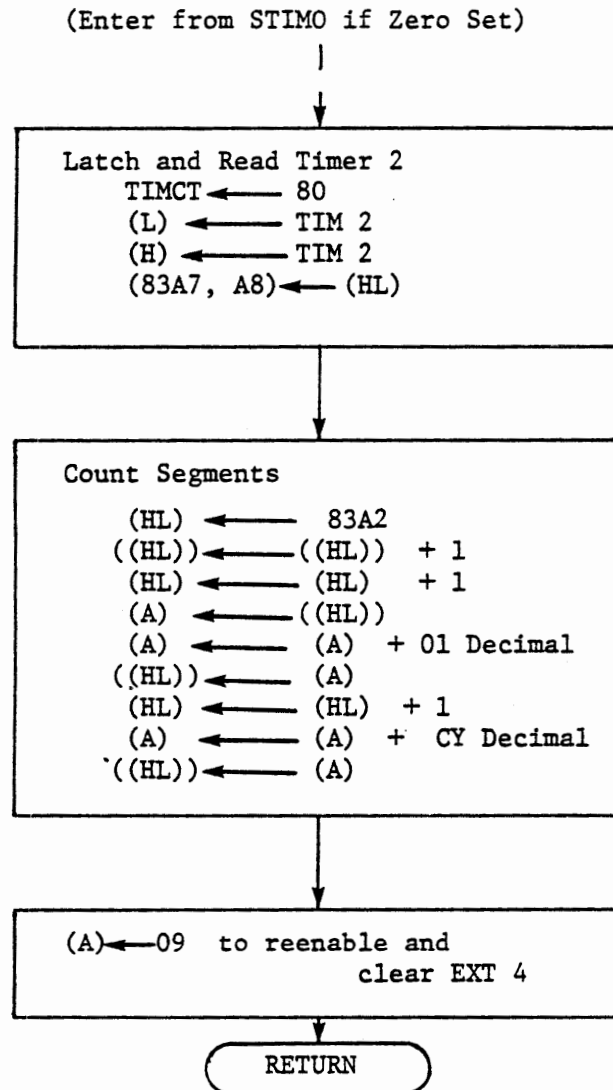 (Enter from STIMO if Zero Set)
Latch and Read Timer 2
TIMCT ← 80
(L) ← TIM 2
(H) ← TIM 2
(83A7, A8) ← (HL)
Count Segments
(HL) ← 83A2
((HL)) ← ((HL)) + 1
(HL) ← (HL) + 1
(A) ← ((HL))
(A) ← (A) + 01 Decimal
((HL)) ← (A)
(HL) ← (HL) + 1
(A) ← (A) + CY Decimal
((HL)) ← (A)
(A) ← 09 to reenable and
clear EXT 4
RETURN